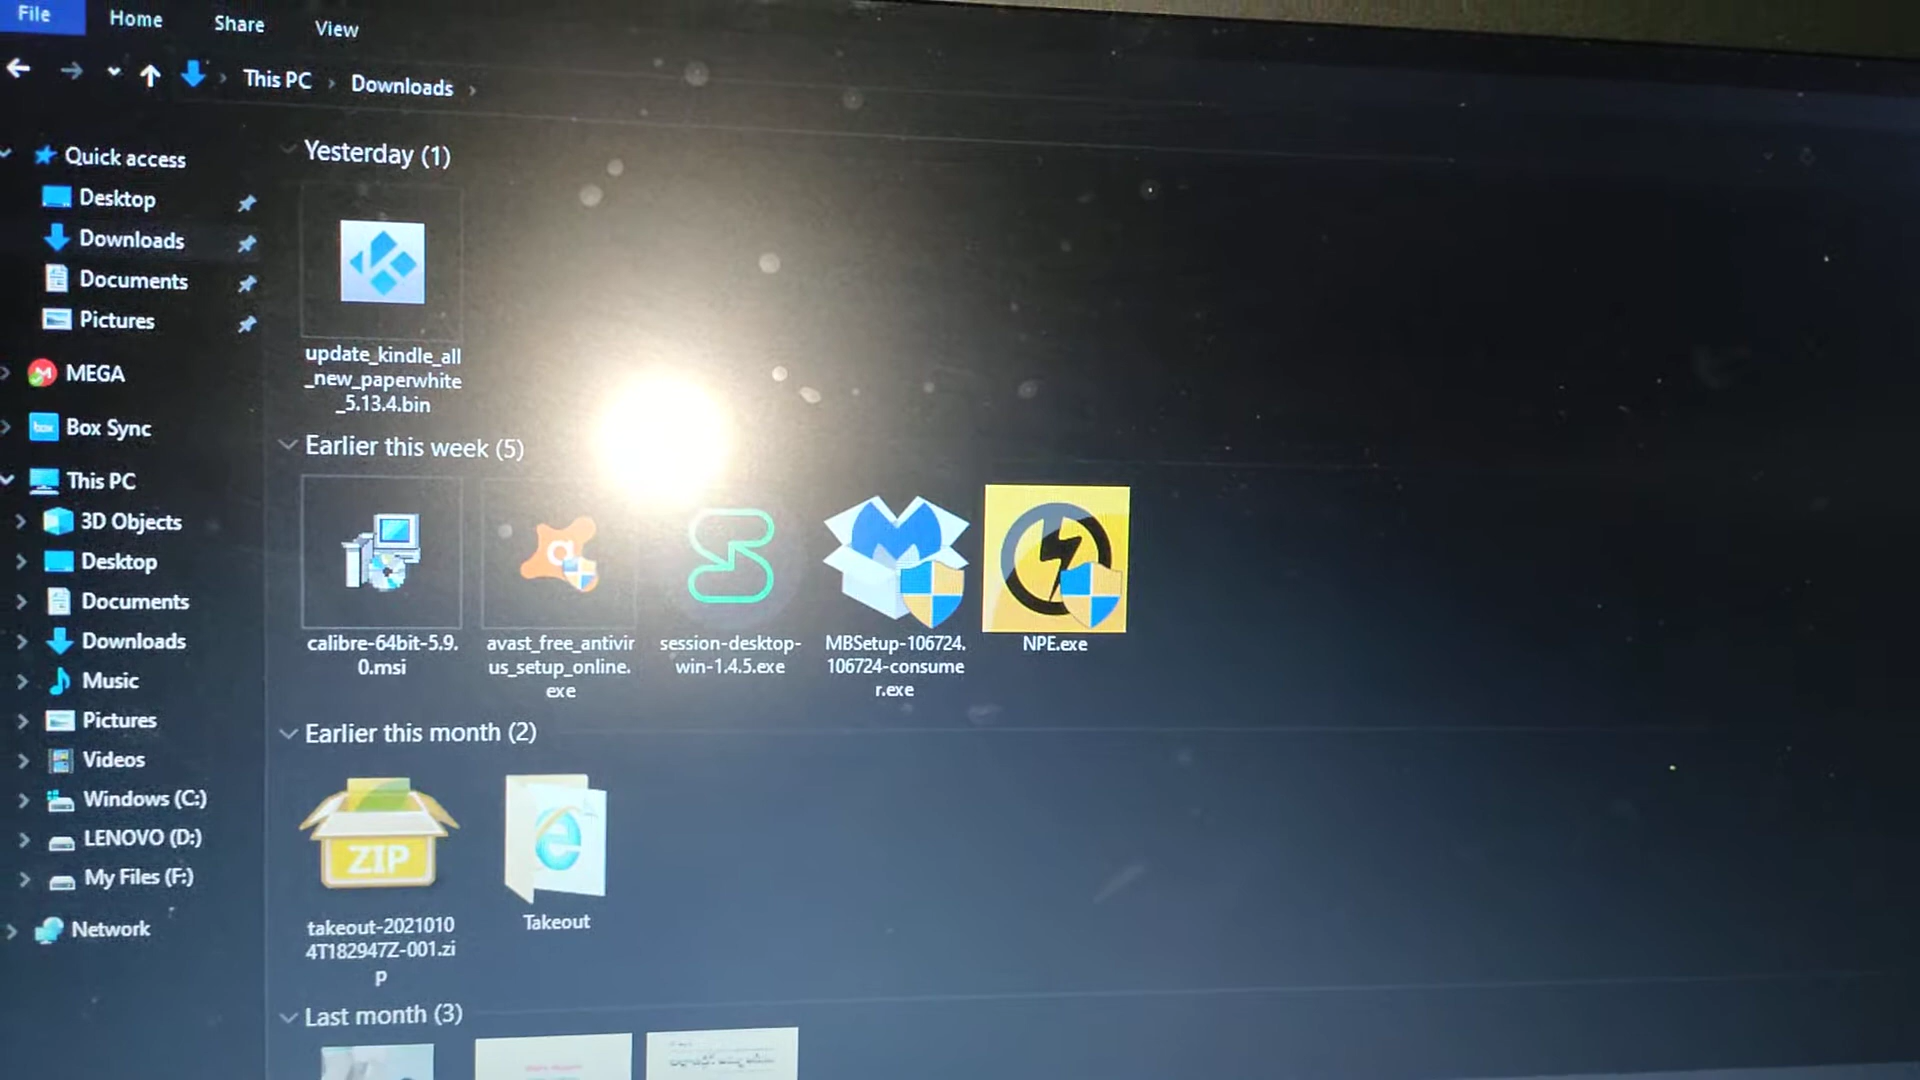 File Home Share View
This PC Downloads
Quick access
Desktop
Downloads
Documents
Pictures
MEGA
box
Box Sync
This PC
3D Objects
Desktop
Documents
Downloads
Music
Pictures
Videos
Windows (C:)
LENOVO (D:)
My Files (F:)
Network
Yesterday (1)
update_kindle_all
_new_paperwhite
_5.13.4.bin
Earlier this week (5)
calibre-64bit-5.9.
0.msi
avast_free_antivir
us_setup_online.
exe
session-desktop-
win-1.4.5.exe
MBSetup-106724.
106724-consume
r.exe
NPE.exe
Earlier this month (2)
ZIP
takeout-2021010
4T182947Z-001.zi
p
Takeout
Last month (3)